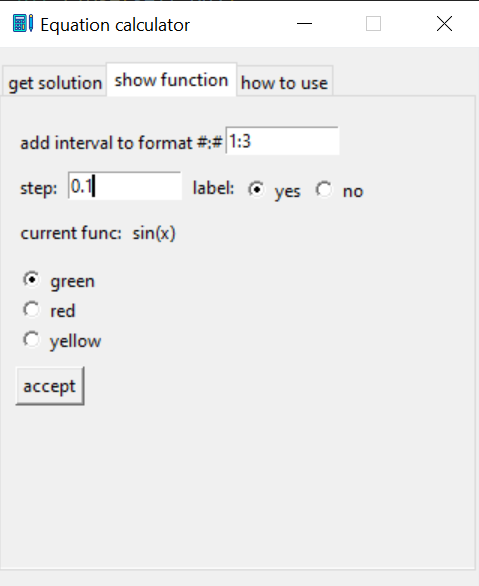 Equation calculator
get solution show function how to use
add interval to format #:# 1:3
step: 0.1 label: yes no
current func: sin(x)
green
red
yellow
accept